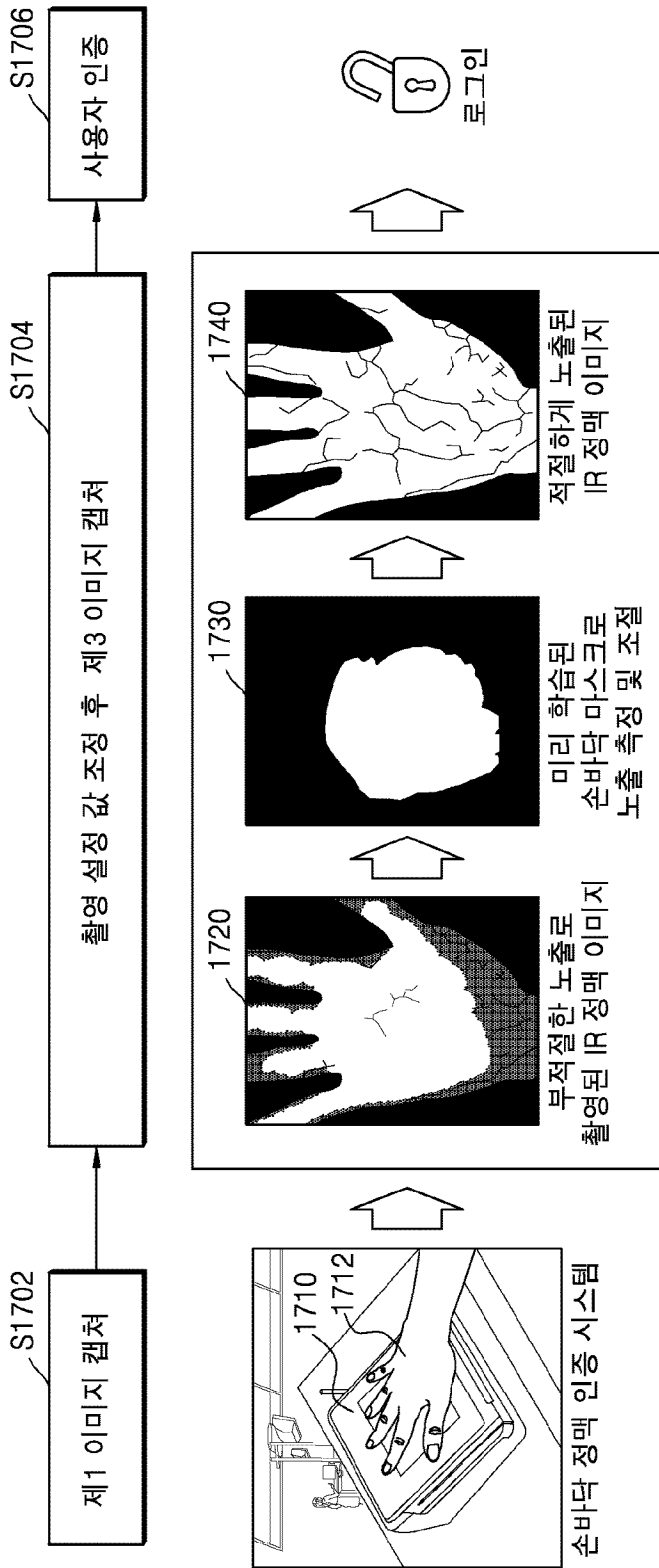 S1702
제1 이미지 캡쳐
S1704
촬영 설정 값 조정 후 제3 이미지 캡쳐
S1706
사용자 인증
1710
1712
손바닥 정맥 인증 시스템
1720
부적절한 노출로
촬영된 IR 정맥 이미지
1730
미리 학습된
손바닥 마스크로
노출 측정 및 조절
1740
적절하게 노출된
IR 정맥 이미지
로그인